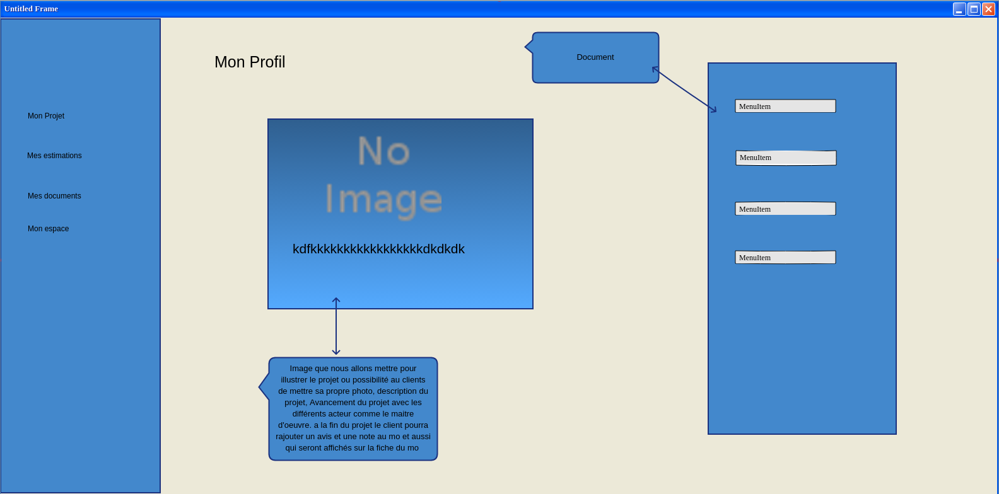 Untitled Frame
Mon Profil
Document
Mon Projet
Mes estimations
Mes documents
Mon espace
No
Image
kdfkkkkkkkkkkkkkkkkkdkdkdk
Image que nous allons mettre pour
illustrer le projet ou possibilité au clients
de mettre sa propre photo, description du
projet, Avancement du projet avec les
différents acteur comme le maitre
d'oeuvre. a la fin du projet le client pourra
rajouter un avis et une note au mo et aussi
qui seront affichés sur la fiche du mo
MenuItem
MenuItem
MenuItem
MenuItem